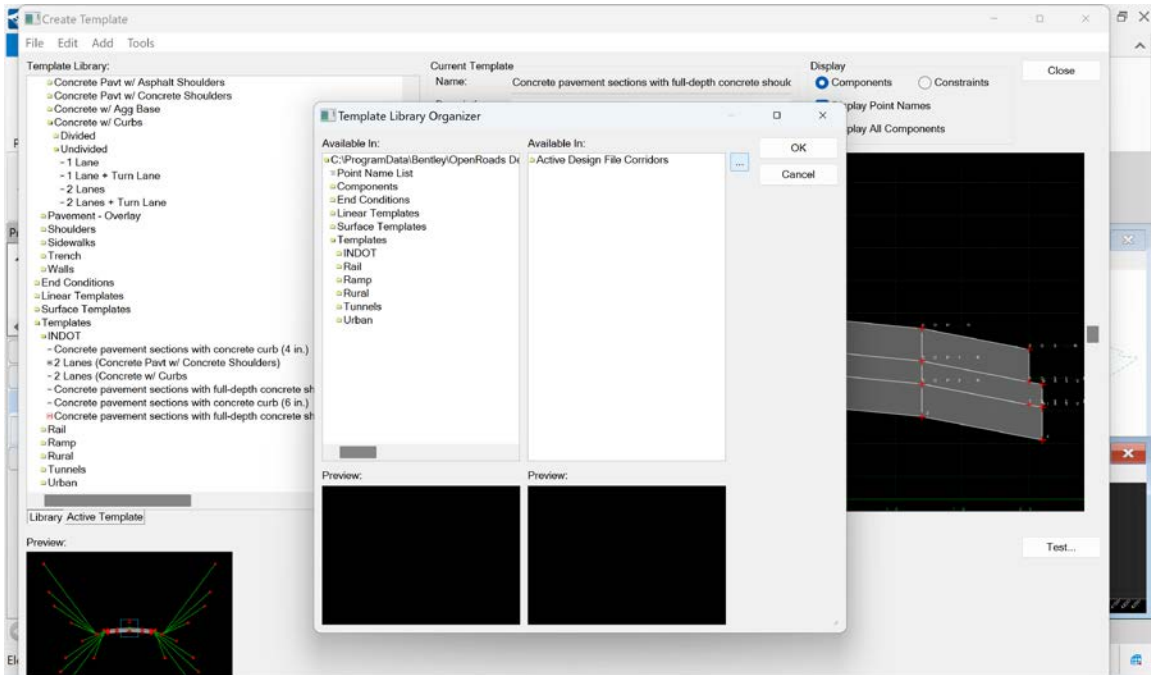 Create Template
File Edit Add Tools
Template Library:
Concrete Pavt w/ Asphalt Shoulders
Concrete Pavt w/ Concrete Shoulders
Concrete w/ Agg Base
Concrete w/ Curbs
Divided
Undivided
1 Lane
1 Lane + Turn Lane
2 Lanes
2 Lanes + Turn Lane
Pavement - Overlay
Shoulders
Sidewalks
Trench
Walls
End Conditions
Linear Templates
Surface Templates
Templates
INDOT
Concrete pavement sections with concrete curb (4 in.)
2 Lanes (Concrete Pavt w/ Concrete Shoulders)
2 Lanes (Concrete w/ Curbs
Concrete pavement sections with full-depth concrete sh
Concrete pavement sections with concrete curb (6 in.)
Concrete pavement sections with full-depth concrete sh
Rail
Ramp
Rural
Tunnels
Urban
Library Active Template
Preview:
Current Template
Name: Concrete pavement sections with full-depth concrete should
Display
Components Constraints
Display Point Names
play All Components
Close
Test...
Template Library Organizer
Available In:
C:\ProgramData\Bentley\OpenRoads De
Point Name List
Components
End Conditions
Linear Templates
Surface Templates
Templates
INDOT
Rail
Ramp
Rural
Tunnels
Urban
Available In:
Active Design File Corridors
...
OK
Cancel
Preview:
Preview: